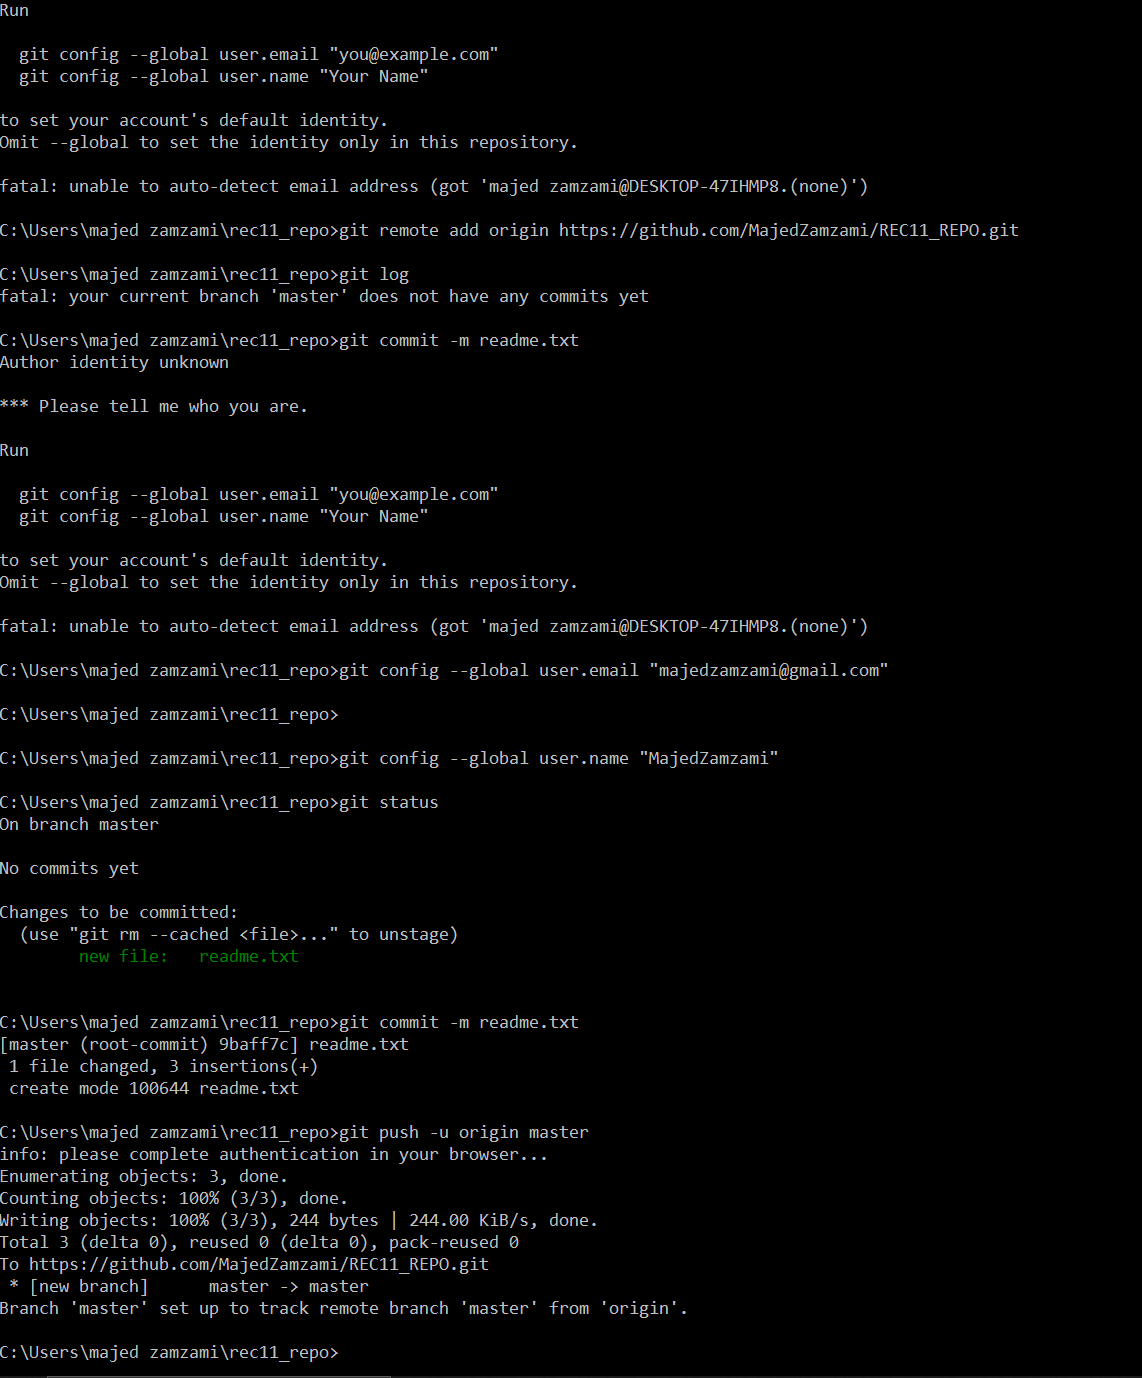 Run
git config --global user.email "you@example.com"
git config --global user.name "Your Name"
to set your account's default identity.
Omit --global to set the identity only in this repository.
fatal: unable to auto-detect email address (got 'majed zamzami@DESKTOP-47IHMP8.(none)')
C:\Users\majed zamzami\rec11_repo>git remote add origin https://github.com/MajedZamzami/REC11_REPO.git
C:\Users\majed zamzami\rec11_repo>git log
fatal: your current branch 'master' does not have any commits yet
C:\Users\majed zamzami\rec11_repo>git commit -m readme.txt
Author identity unknown
*** Please tell me who you are.
Run
git config --global user.email "you@example.com"
git config --global user.name "Your Name"
to set your account's default identity.
Omit --global to set the identity only in this repository.
fatal: unable to auto-detect email address (got 'majed zamzami@DESKTOP-47IHMP8.(none)')
C:\Users\majed zamzami\rec11_repo>git config --global user.email "majedzamzami@gmail.com"
C:\Users\majed zamzami\rec11_repo>
C:\Users\majed zamzami\rec11_repo>git config --global user.name "MajedZamzami"
C:\Users\majed zamzami\rec11_repo>git status
On branch master
No commits yet
Changes to be committed:
(use "git rm --cached <file>..." to unstage)
new file:   readme.txt
C:\Users\majed zamzami\rec11_repo>git commit -m readme.txt
[master (root-commit) 9baff7c] readme.txt
1 file changed, 3 insertions(+)
create mode 100644 readme.txt
C:\Users\majed zamzami\rec11_repo>git push -u origin master
info: please complete authentication in your browser...
Enumerating objects: 3, done.
Counting objects: 100% (3/3), done.
Writing objects: 100% (3/3), 244 bytes | 244.00 KiB/s, done.
Total 3 (delta 0), reused 0 (delta 0), pack-reused 0
To https://github.com/MajedZamzami/REC11_REPO.git
* [new branch]      master -> master
Branch 'master' set up to track remote branch 'master' from 'origin'.
C:\Users\majed zamzami\rec11_repo>